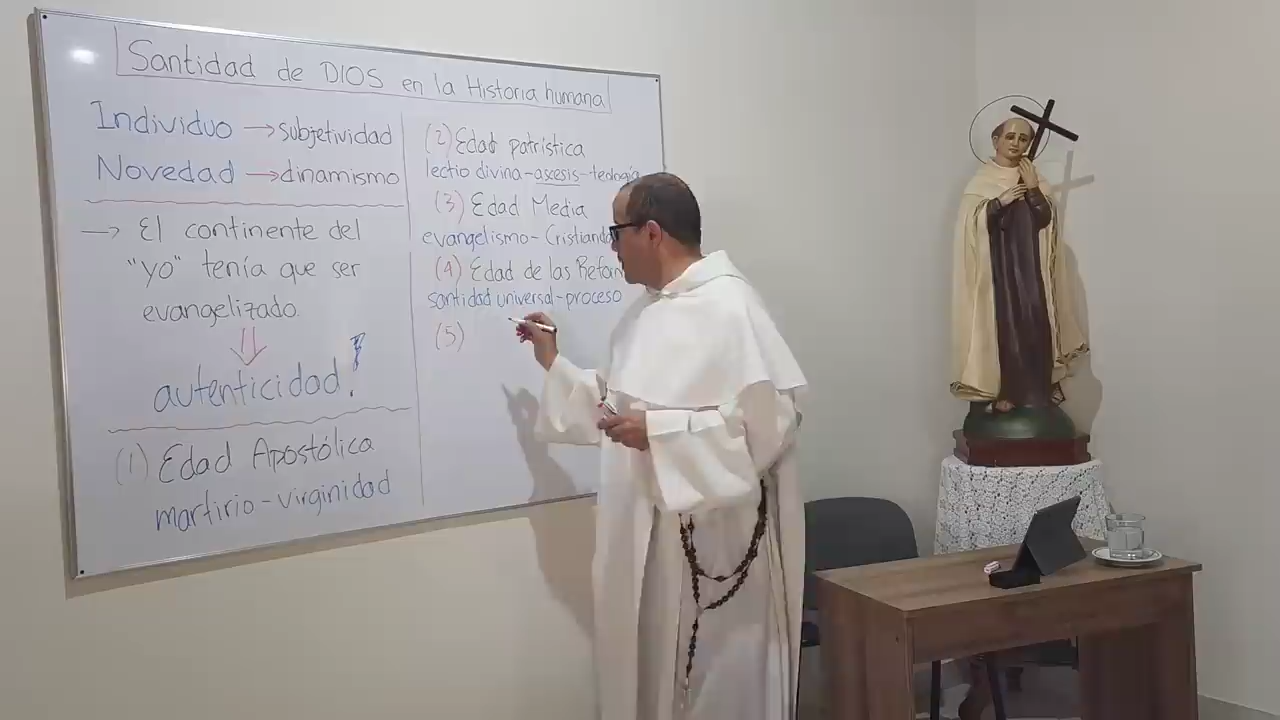 Santidad de DIOS en la Historia humana
Individuo → subjetividad
Novedad → dinamismo
→ El continente del
"yo" tenía que ser
evangelizado.
autenticidad!
(1) Edad Apostólica
martirio - virginidad
(2) Edad patrística
lectio divina - ascesis - teología
(3) Edad Media
evangelismo - Cristianda
(4) Edad de las Reform
santidad universal - proceso
(5)